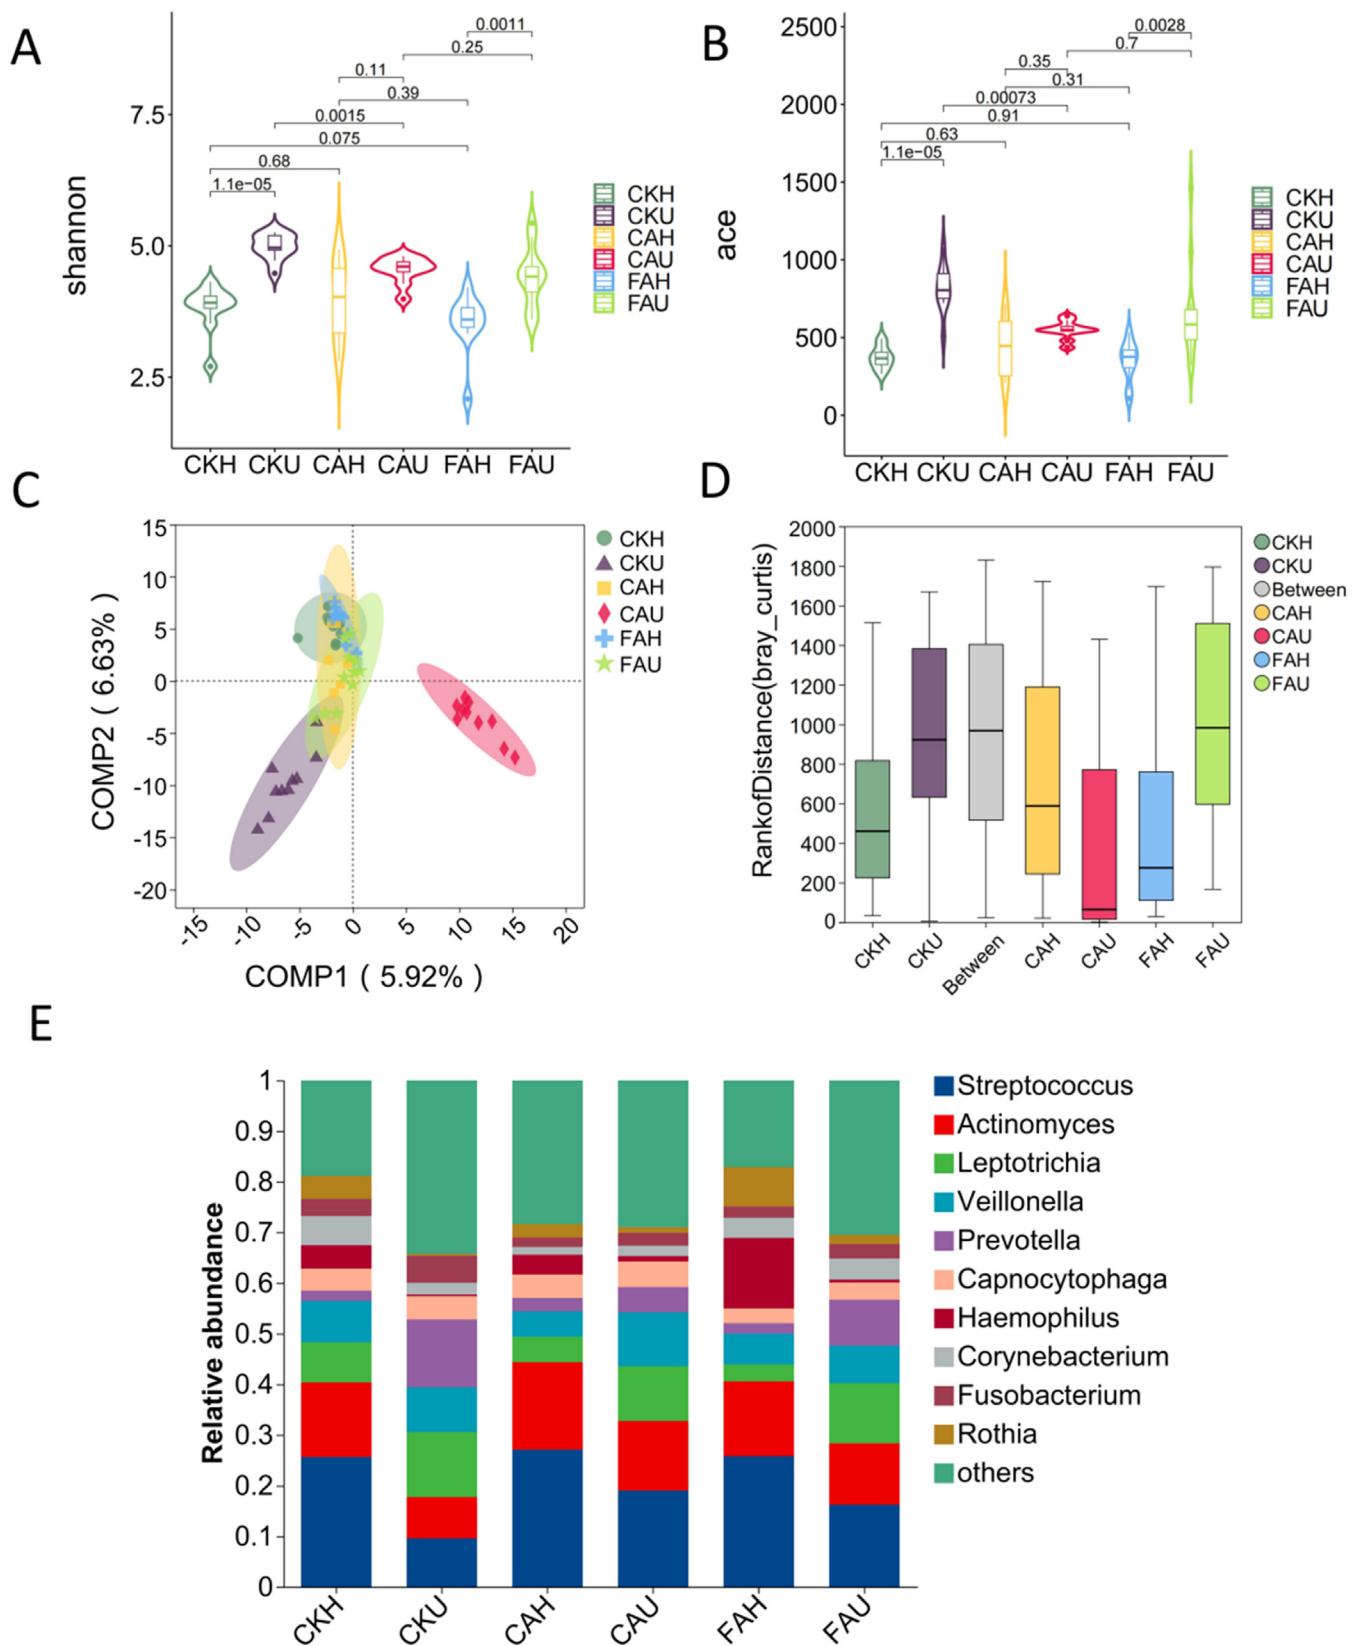 A
0.0011
0.25
0.11
0.39
0.0015
0.075
0.68
1.1e−05
7.5
5.0
2.5
shannon
CKH
CKU
CAH
CAU
FAH
FAU
CKH CKU CAH CAU FAH FAU
B
0.0028
0.7
0.35
0.31
0.00073
0.91
0.63
1.1e−05
2500
2000
1500
1000
500
0
ace
CKH
CKU
CAH
CAU
FAH
FAU
CKH CKU CAH CAU FAH FAU
C
15
10
5
0
-5
-10
-15
-20
COMP2 ( 6.63% )
-15 -10 -5 0 5 10 15 20
COMP1 ( 5.92% )
CKH
CKU
CAH
CAU
FAH
FAU
D
2000
1800
1600
1400
1200
1000
800
600
400
200
0
RankofDistance(bray_curtis)
CKH CKU Between CAH CAU FAH FAU
CKH
CKU
Between
CAH
CAU
FAH
FAU
E
1
0.9
0.8
0.7
0.6
0.5
0.4
0.3
0.2
0.1
0
Relative abundance
CKH CKU CAH CAU FAH FAU
Streptococcus
Actinomyces
Leptotrichia
Veillonella
Prevotella
Capnocytophaga
Haemophilus
Corynebacterium
Fusobacterium
Rothia
others